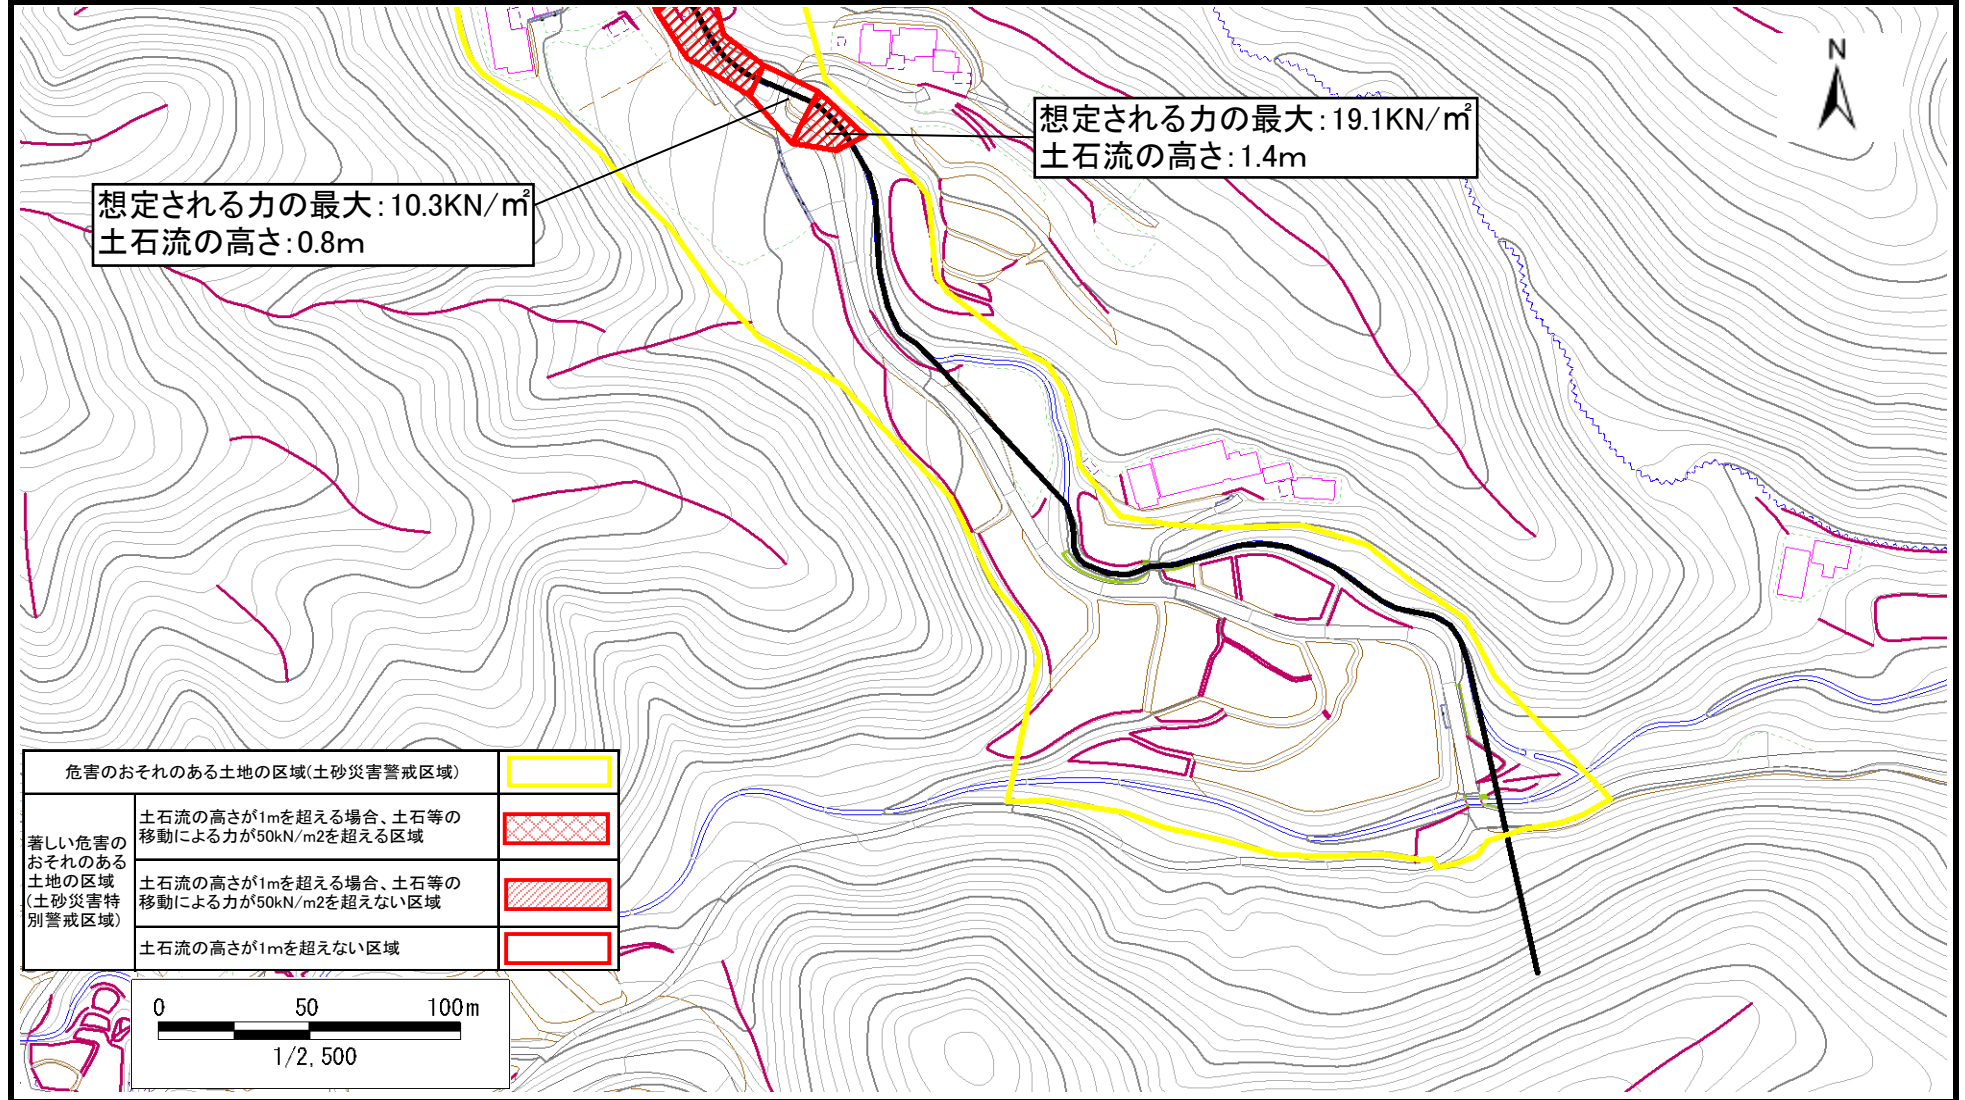 N
想定される力の最大：19.1KN/㎡
土石流の高さ：1.4m
想定される力の最大：10.3KN/㎡
土石流の高さ：0.8m
危害のおそれのある土地の区域(土砂災害警戒区域)
著しい危害の
おそれのある
土地の区域
(土砂災害特
別警戒区域)
土石流の高さが1mを超える場合、土石等の
移動による力が50kN/m2を超える区域
土石流の高さが1mを超える場合、土石等の
移動による力が50kN/m2を超えない区域
土石流の高さが1mを超えない区域
0 50 100m
1/2,500